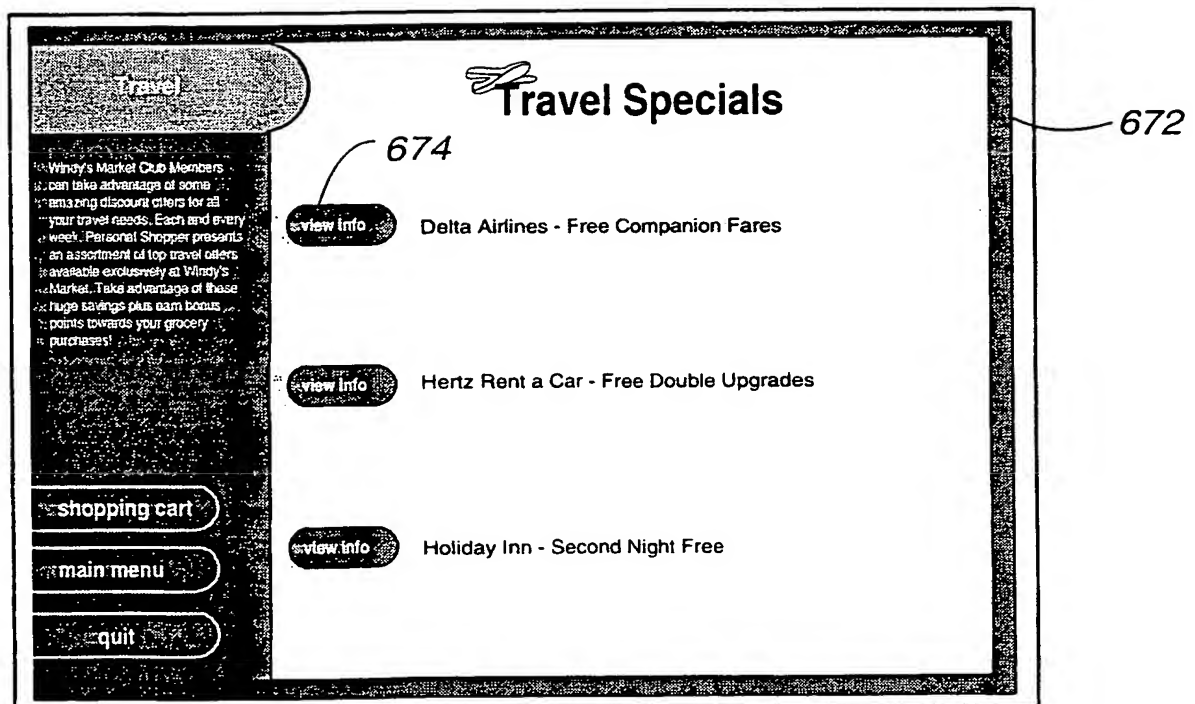 Travel
Travel Specials
672
674
Windy's Market Club Members
can take advantage of some
amazing discount offers for all
your travel needs. Each and every
week, Personal Shopper presents
an assortment of top travel offers
available exclusively at Windy's
Market. Take advantage of these
huge savings plus earn bonus
points towards your grocery
purchases!
view info
Delta Airlines - Free Companion Fares
view info
Hertz Rent a Car - Free Double Upgrades
view info
Holiday Inn - Second Night Free
shopping cart
main menu
quit